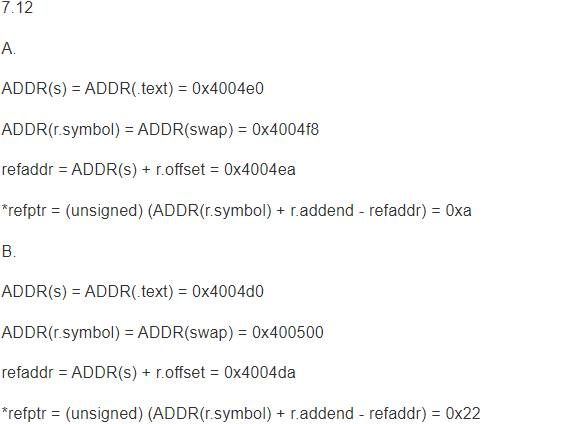 7.12
A.
ADDR(s) = ADDR(.text) = 0x4004e0
ADDR(r.symbol) = ADDR(swap) = 0x4004f8
refaddr = ADDR(s) + r.offset = 0x4004ea
*refptr = (unsigned) (ADDR(r.symbol) + r.addend - refaddr) = 0xa
B.
ADDR(s) = ADDR(.text) = 0x4004d0
ADDR(r.symbol) = ADDR(swap) = 0x400500
refaddr = ADDR(s) + r.offset = 0x4004da
*refptr = (unsigned) (ADDR(r.symbol) + r.addend - refaddr) = 0x22